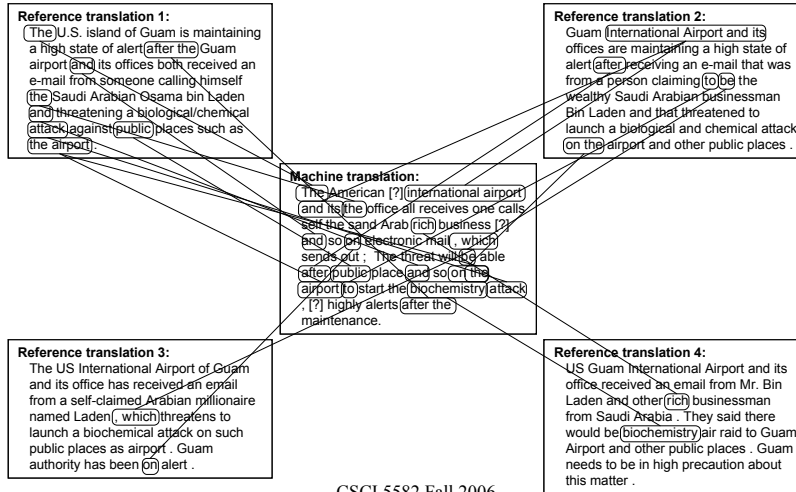 Reference translation 1:
The U.S. island of Guam is maintaining
a high state of alert after the Guam
airport and its offices both received an
e-mail from someone calling himself
the Saudi Arabian Osama bin Laden
and threatening a biological/chemical
attack against public places such as
the airport .
Reference translation 2:
Guam International Airport and its
offices are maintaining a high state of
alert after receiving an e-mail that was
from a person claiming to be the
wealthy Saudi Arabian businessman
Bin Laden and that threatened to
launch a biological and chemical attack
on the airport and other public places .
Machine translation:
The American [?] international airport
and its the office all receives one calls
self the sand Arab rich business [?]
and so on electronic mail , which
sends out ; The threat will be able
after public place and so on the
airport to start the biochemistry attack
, [?] highly alerts after the
maintenance.
Reference translation 3:
The US International Airport of Guam
and its office has received an email
from a self-claimed Arabian millionaire
named Laden , which threatens to
launch a biochemical attack on such
public places as airport . Guam
authority has been on alert .
Reference translation 4:
US Guam International Airport and its
office received an email from Mr. Bin
Laden and other rich businessman
from Saudi Arabia . They said there
would be biochemistry air raid to Guam
Airport and other public places . Guam
needs to be in high precaution about
this matter .
CSCI 5582 Fall 2006